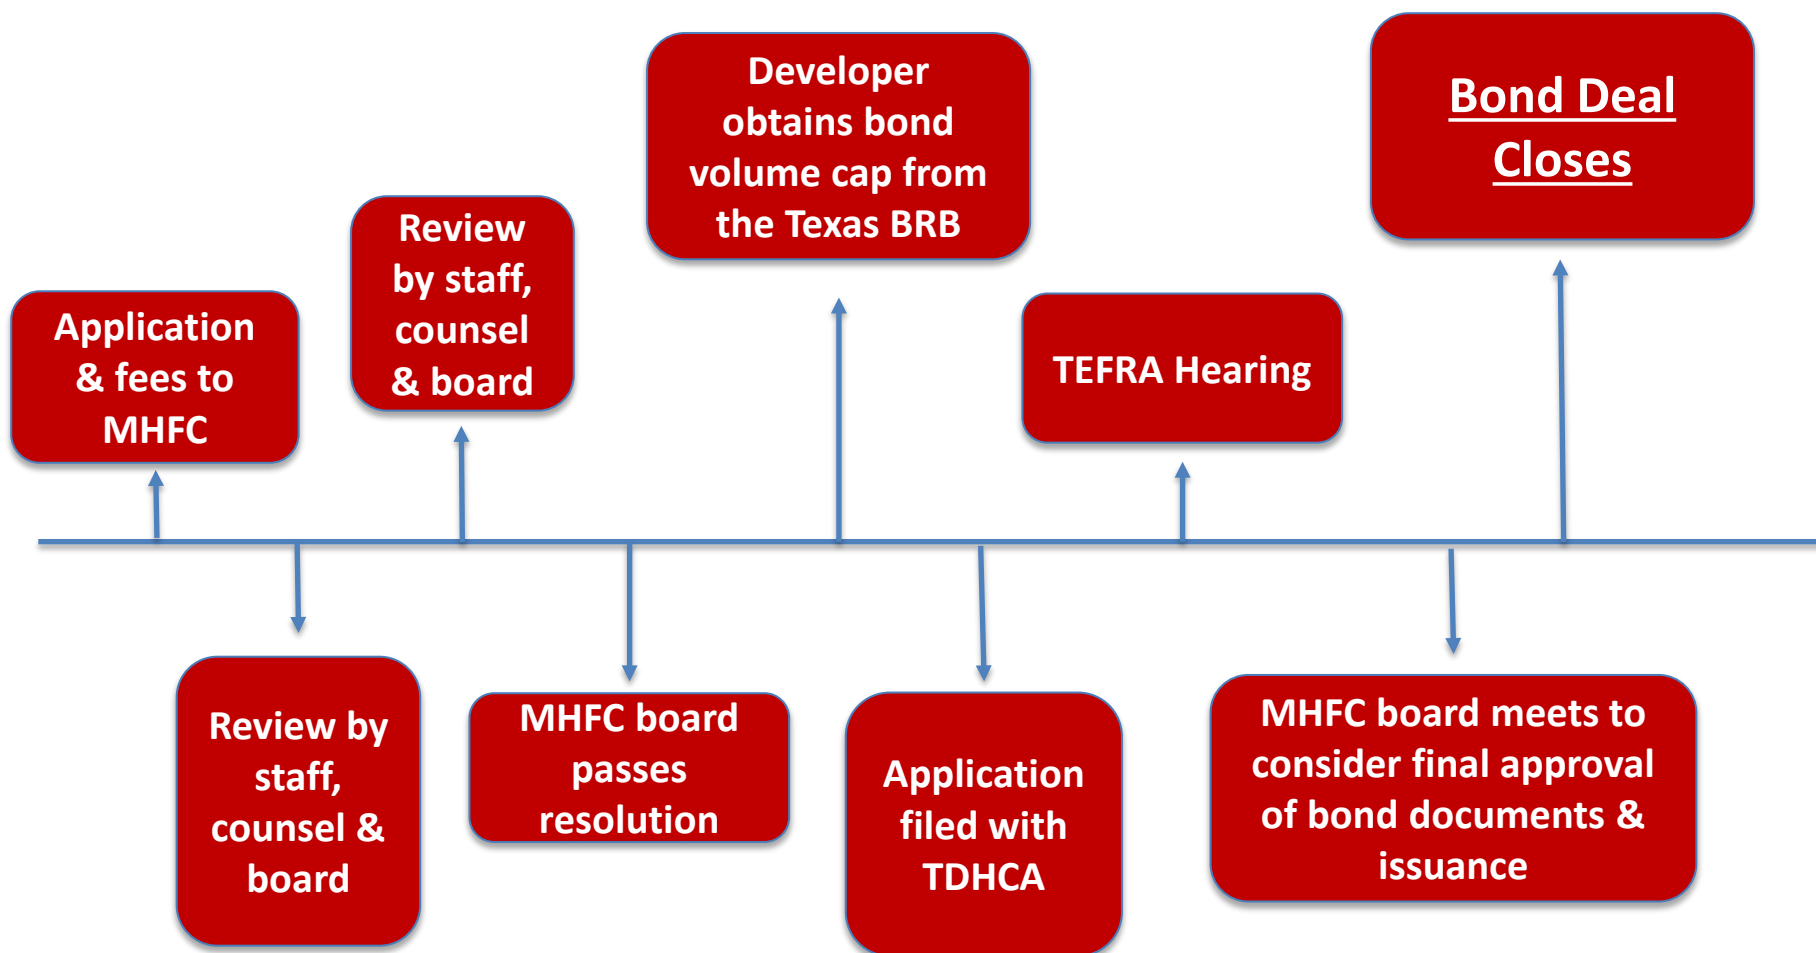 Application
& fees to
MHFC
Review by
staff,
counsel &
board
Review
by staff,
counsel
& board
MHFC board
passes
resolution
Developer
obtains bond
volume cap from
the Texas BRB
Application
filed with
TDHCA
TEFRA Hearing
MHFC board meets to
consider final approval
of bond documents &
issuance
Bond Deal
Closes